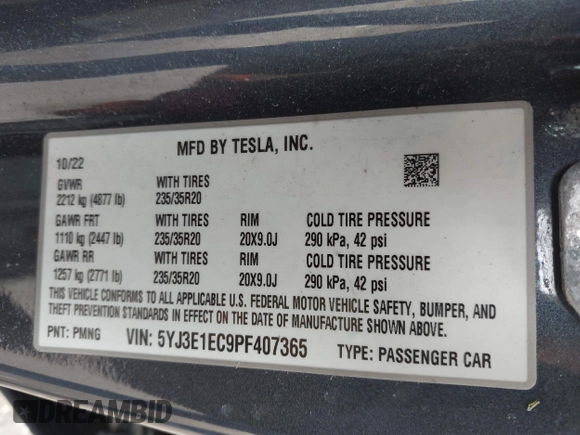 MFD BY TESLA, INC.
10/22
GVWR WITH TIRES
2212 kg (4877 lb) 235/35R20
GAWR FRT WITH TIRES RIM COLD TIRE PRESSURE
1110 kg (2447 lb) 235/35R20 20X9.0J 290 kPa, 42 psi
GAWR RR WITH TIRES RIM COLD TIRE PRESSURE
1257 kg (2771 lb) 235/35R20 20X9.0J 290 kPa, 42 psi
THIS VEHICLE CONFORMS TO ALL APPLICABLE U.S. FEDERAL MOTOR VEHICLE SAFETY, BUMPER, AND
THEFT PREVENTION STANDARDS IN EFFECT ON THE DATE OF MANUFACTURE SHOWN ABOVE.
PNT: PMNG VIN: 5YJ3E1EC9PF407365 TYPE: PASSENGER CAR
DREAMBID